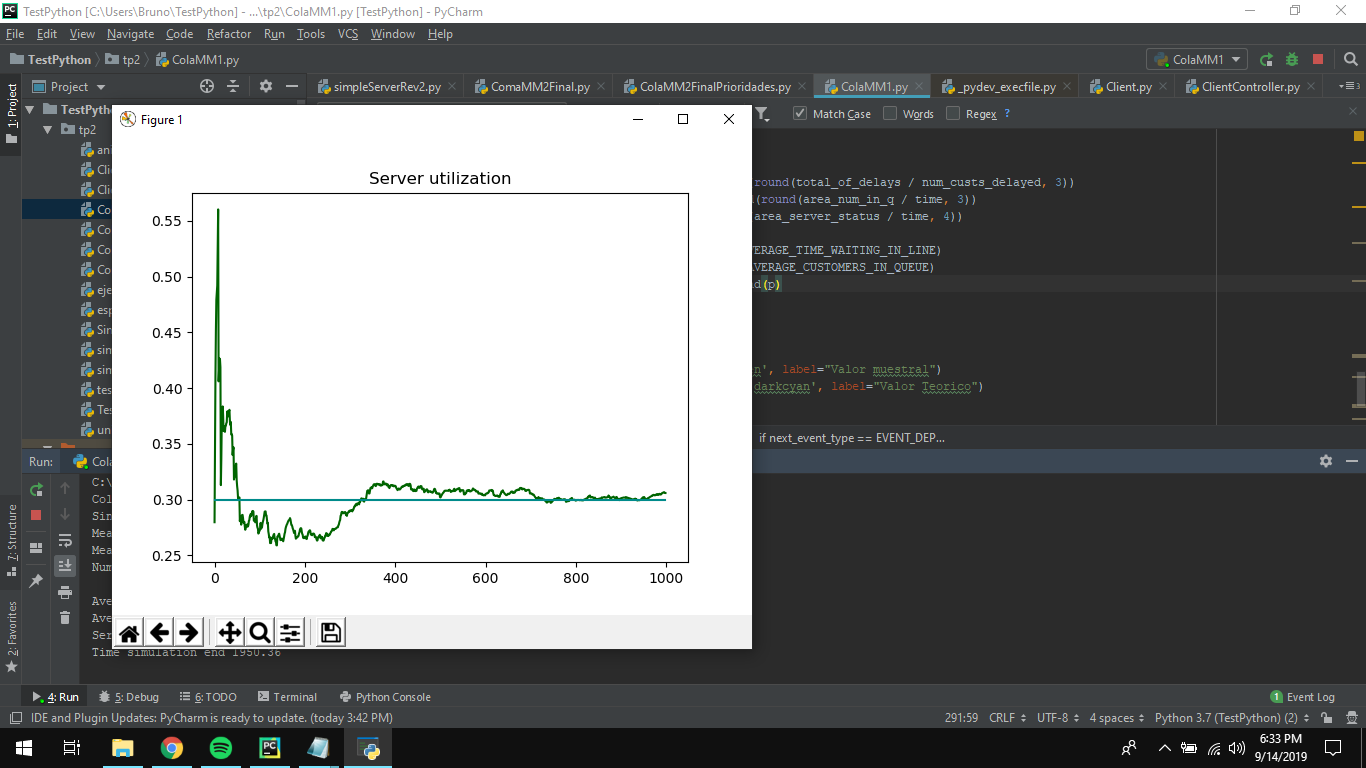 TestPython [C:\Users\Bruno\TestPython] - ...\tp2\ColaMM1.py [TestPython] - PyCharm
File Edit View Navigate Code Refactor Run Tools VCS Window Help
TestPython tp2 ColaMM1.py ColaMM1
1: Project
Project simpleServerRev2.py ComaMM2Final.py ColaMM2FinalPrioridades.py ColaMM1.py _pydev_execfile.py Client.py ClientController.py
Match Case Words Regex ?
TestPytho
tp2
an
Cli
Cli
Co
Co
Co
Co
eje
esp
Sin
sin
sin
tes
Tes
un
Figure 1
Server utilization
0.55
0.50
0.45
0.40
0.35
0.30
0.25
0 200 400 600 800 1000
round(total_of_delays / num_custs_delayed, 3))
(round(area_num_in_q / time, 3))
area_server_status / time, 4))
VERAGE_TIME_WAITING_IN_LINE)
AVERAGE_CUSTOMERS_IN_QUEUE)
d(p)
n', label="Valor muestral")
darkcyan', label="Valor Teorico")
if next_event_type == EVENT_DEP...
Run: Cola
C:\
Col
Sin
Mea
Mea
Num
Ave
Ave
Ser
Time simulation end 1950.36
7: Structure
2: Favorites
4: Run 5: Debug 6: TODO Terminal Python Console 1 Event Log
IDE and Plugin Updates: PyCharm is ready to update. (today 3:42 PM) 291:59 CRLF UTF-8 4 spaces Python 3.7 (TestPython) (2)
6:33 PM
9/14/2019